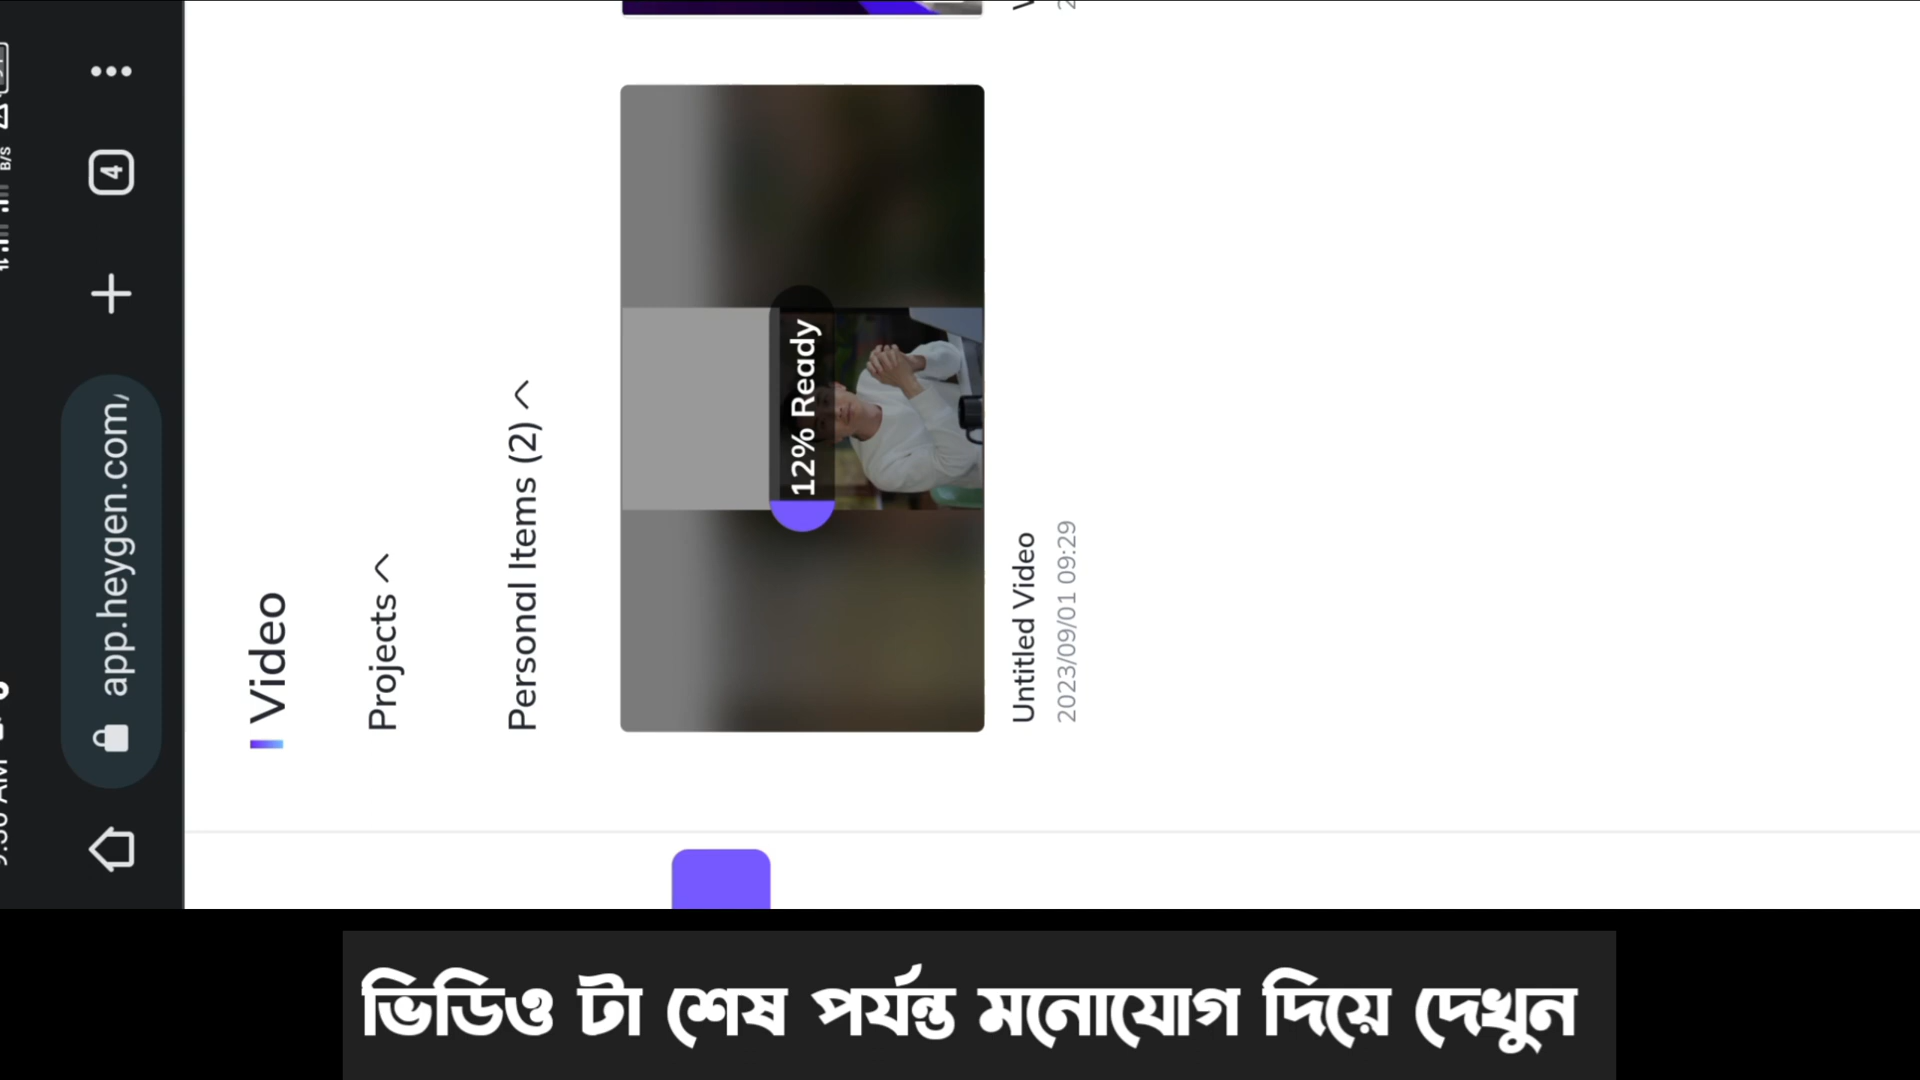 4
app.heygen.com/
Video
Projects
Personal Items (2)
12% Ready
Untitled Video
2023/09/01 09:29
ভিডিও টা শেষ পর্যন্ত মনোযোগ দিয়ে দেখুন